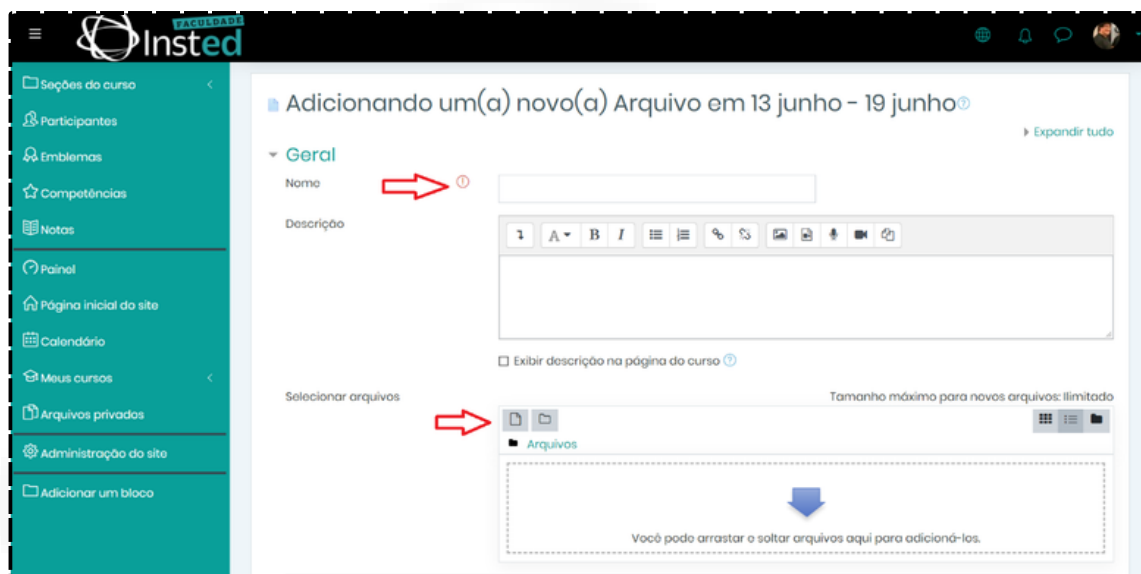 FACULDADE
Insted
Seções do curso
Participantes
Emblemas
Competências
Notas
Painel
Página inicial do site
Calendário
Meus cursos
Arquivos privados
Administração do site
Adicionar um bloco
Adicionando um(a) novo(a) Arquivo em 13 junho - 19 junho
Expandir tudo
Geral
Nome
Descrição
A B I
Exibir descrição na página do curso
Selecionar arquivos
Tamanho máximo para novos arquivos: Ilimitado
Arquivos
Você pode arrastar e soltar arquivos aqui para adicioná-los.